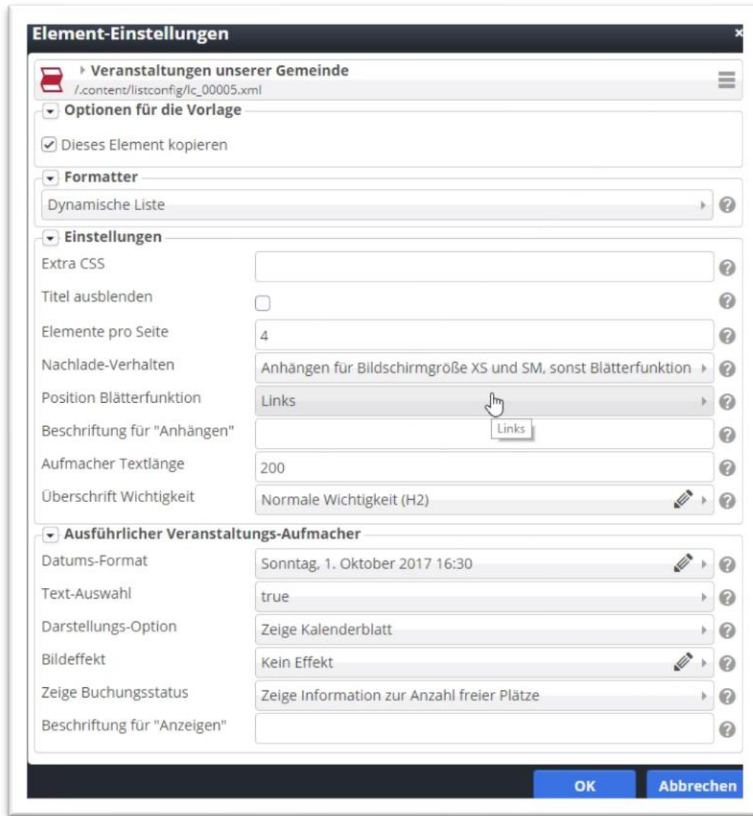 Element-Einstellungen
Veranstaltungen unserer Gemeinde
/.content/listconfig/lc_00005.xml
Optionen für die Vorlage
Dieses Element kopieren
Formatter
Dynamische Liste
Einstellungen
Extra CSS
Titel ausblenden
Elemente pro Seite 4
Nachlade-Verhalten Anhängen für Bildschirmgröße XS und SM, sonst Blätterfunktion
Position Blätterfunktion Links
Links
Beschriftung für "Anhängen"
Aufmacher Textlänge 200
Überschrift Wichtigkeit Normale Wichtigkeit (H2)
Ausführlicher Veranstaltungs-Aufmacher
Datums-Format Sonntag, 1. Oktober 2017 16:30
Text-Auswahl true
Darstellungs-Option Zeige Kalenderblatt
Bildeffekt Kein Effekt
Zeige Buchungsstatus Zeige Information zur Anzahl freier Plätze
Beschriftung für "Anzeigen"
OK Abbrechen